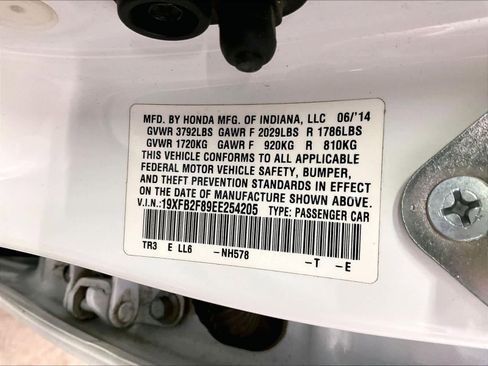 MFD. BY HONDA MFG. OF INDIANA, LLC 06/'14
GVWR 3792LBS GAWR F 2029LBS R 1786LBS
GVWR 1720KG GAWR F 920KG R 810KG
THIS VEHICLE CONFORMS TO ALL APPLICABLE
FEDERAL MOTOR VEHICLE SAFETY, BUMPER,
AND THEFT PREVENTION STANDARDS IN EFFECT
ON THE DATE OF MANUFACTURE SHOWN ABOVE.
V.I.N.:19XFB2F89EE254205 TYPE: PASSENGER CAR
TR3 E LL6 -NH578 -T -E